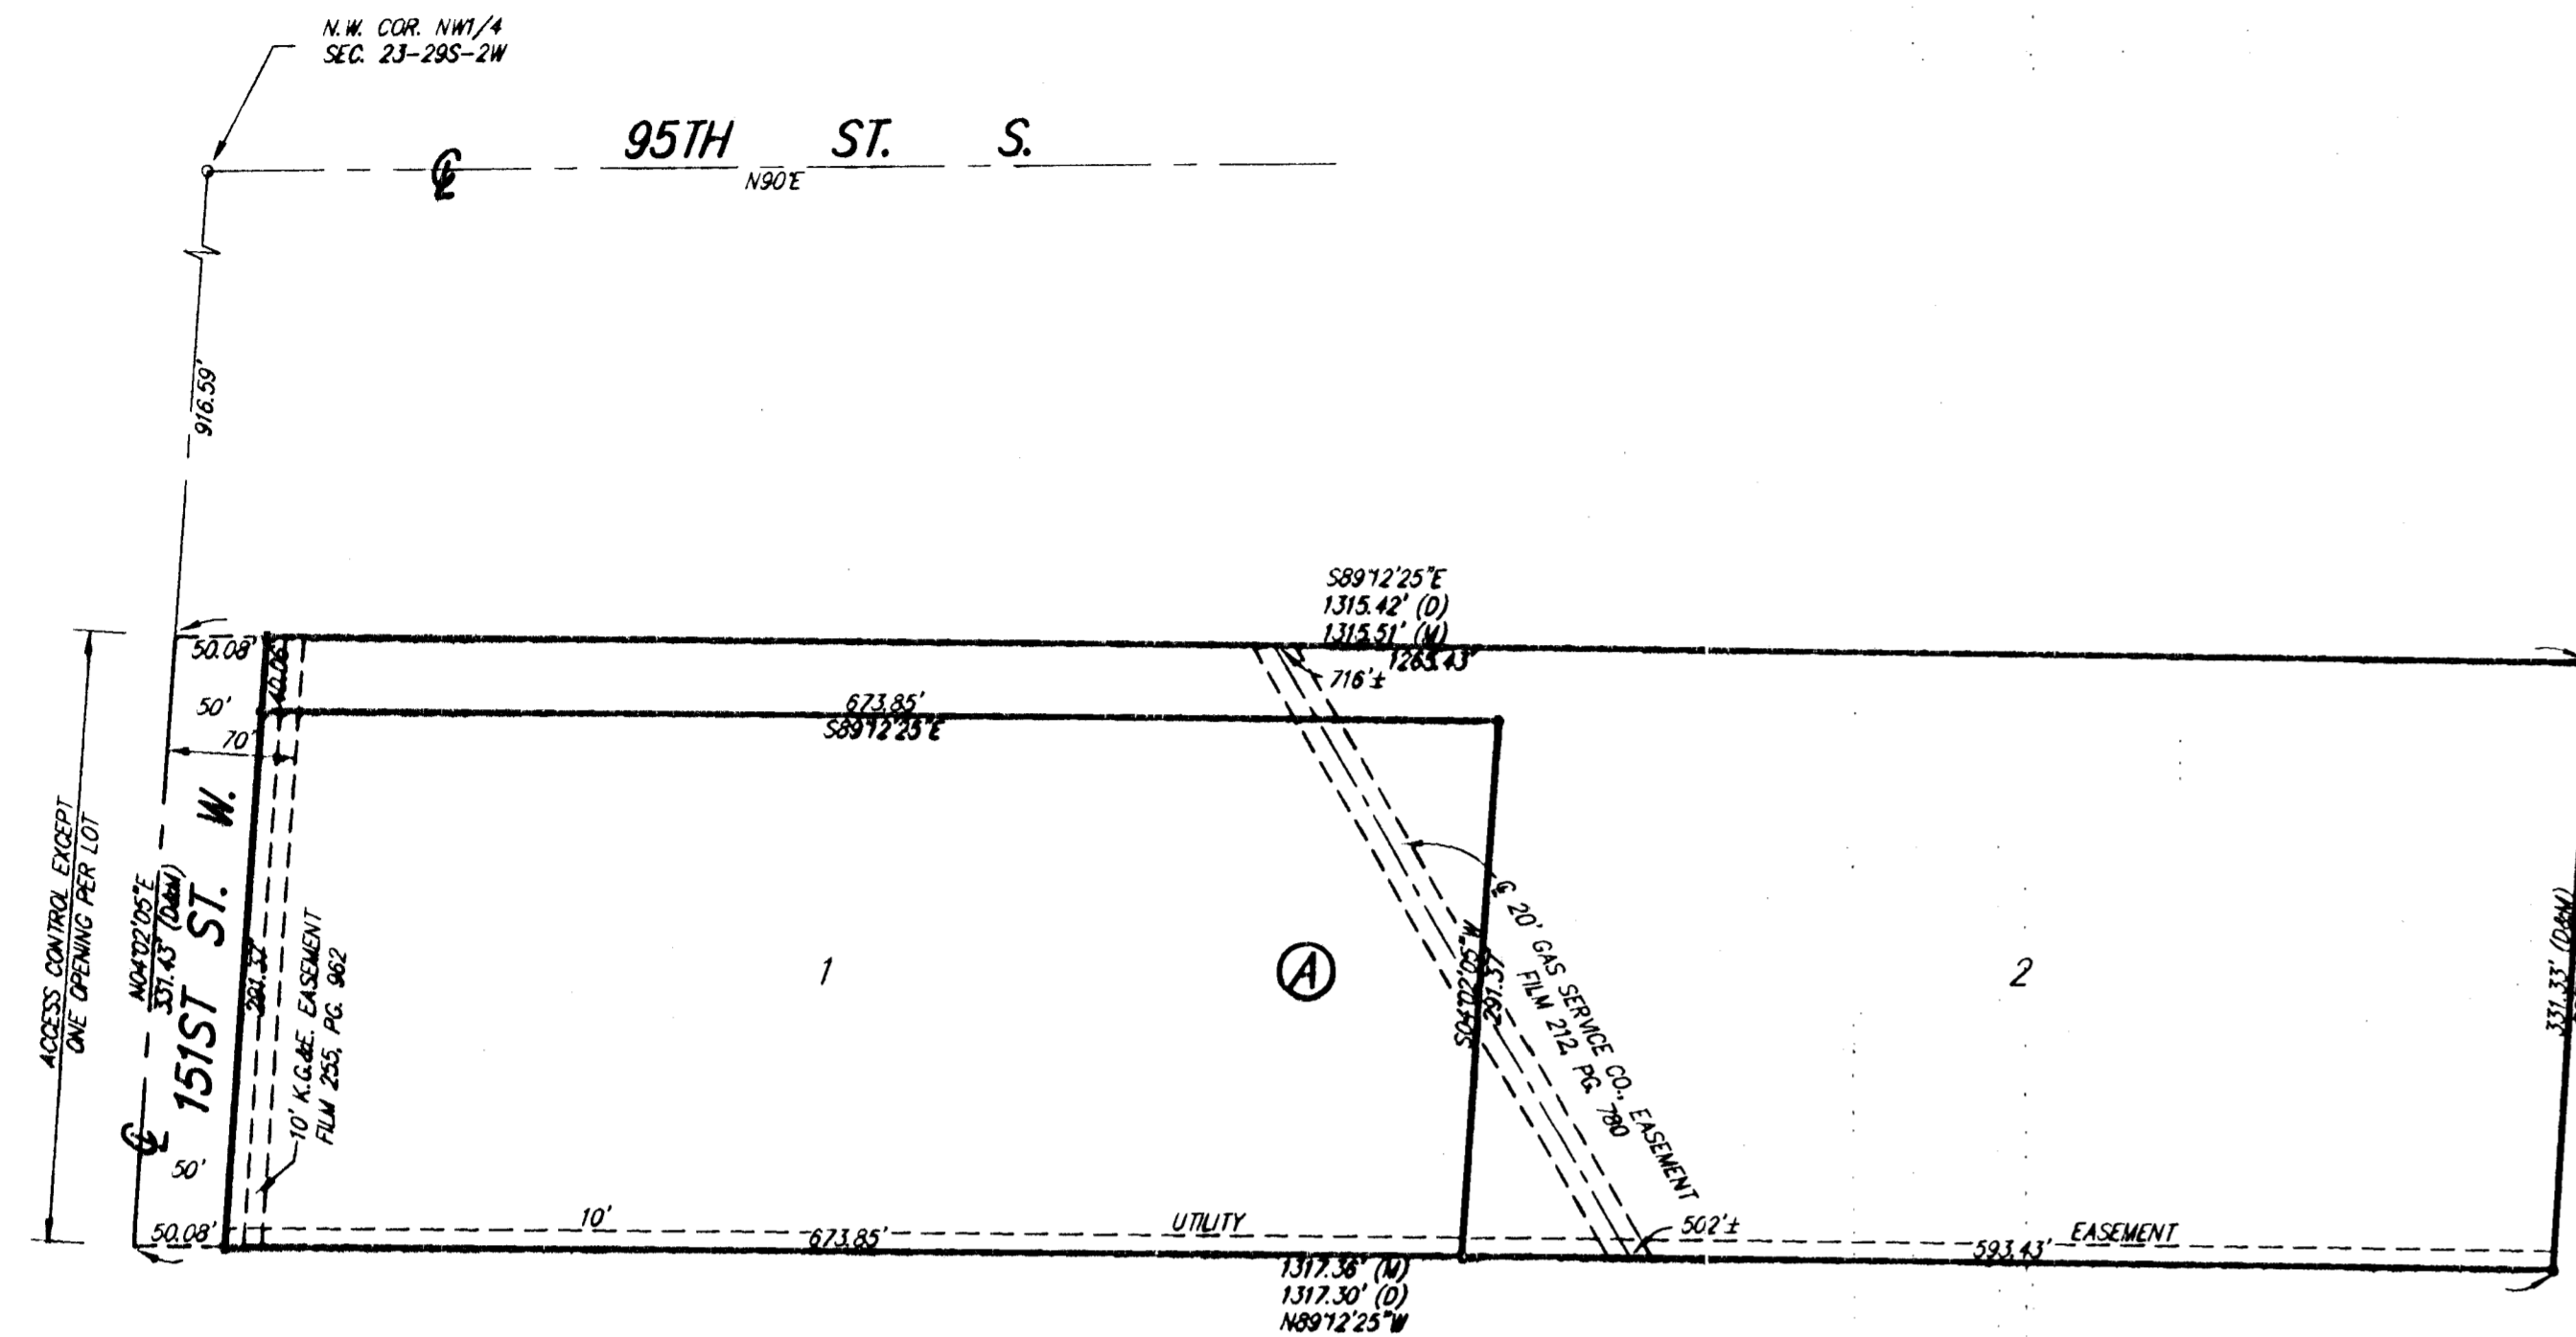 N.W. COR. NW1/4
SEC. 23-29S-2W
95TH ST. S.
N90°E
916.59'
S89°12'25"E
1315.42' (D)
1315.51' (M)
1265.43'
50.08'
40.06'
716'±
50'
673.85'
S89°12'25"E
70'
ACCESS CONTROL EXCEPT
ONE OPENING PER LOT
N04°02'05"E
331.43' (D&M)
151ST ST. W.
291.37'
10' K.G.&E. EASEMENT
FILM 255, PG. 962
1
A
S04°02'05"W
291.37'
℄ 20' GAS SERVICE CO., EASEMENT
FILM 212, PG. 780
2
331.33' (D&M)
℄
50'
50.08'
10' UTILITY EASEMENT
673.85'
502'±
593.43'
1317.36' (M)
1317.30' (D)
N89°12'25"W